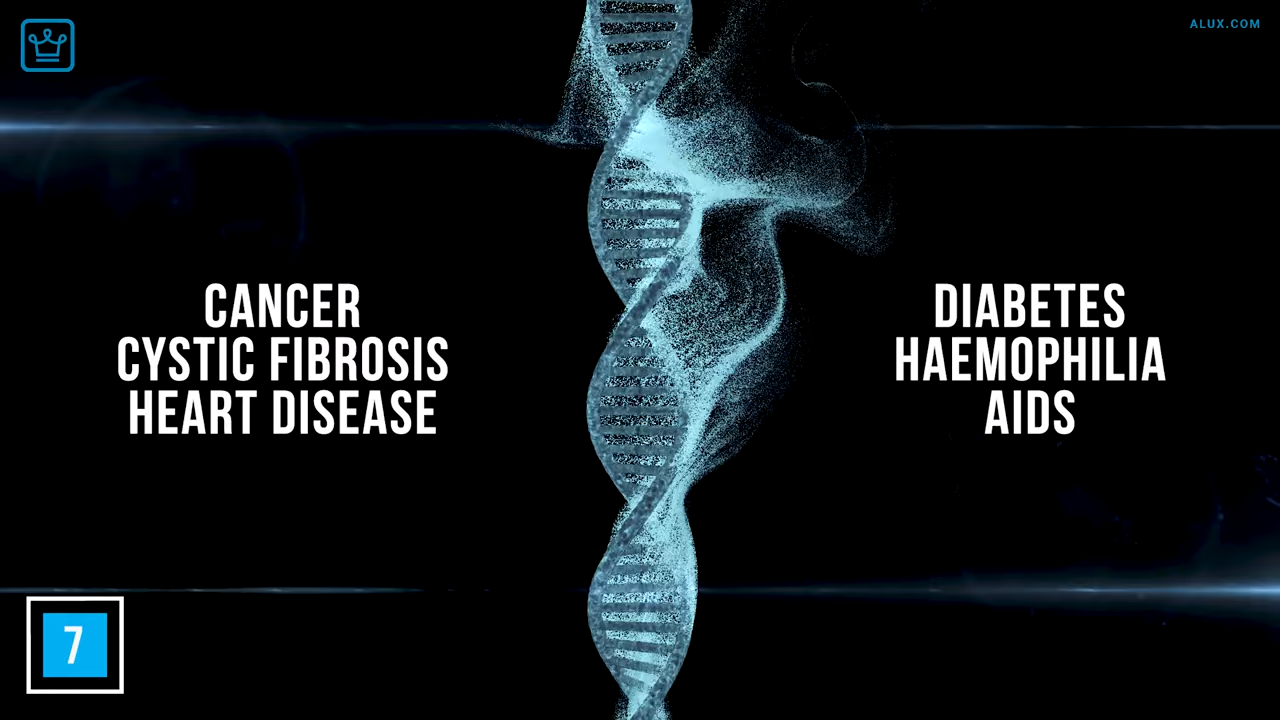 ALUX.COM
CANCER
CYSTIC FIBROSIS
HEART DISEASE
DIABETES
HAEMOPHILIA
AIDS
7